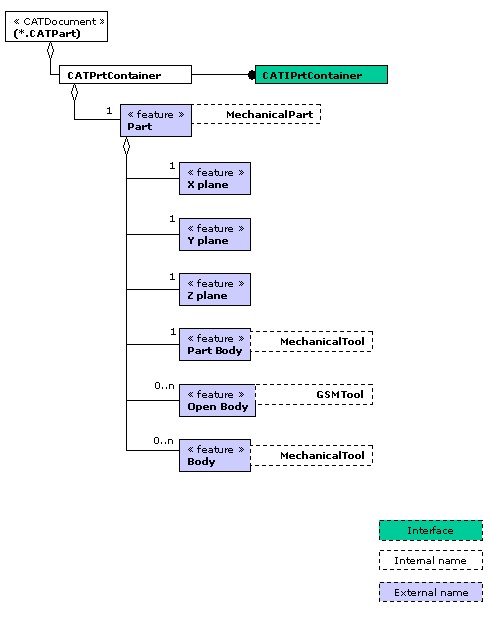 « CATDocument »
(*.CATPart)
CATPrtContainer
CATIPrtContainer
1
« feature »
Part
MechanicalPart
1
« feature »
X plane
1
« feature »
Y plane
1
« feature »
Z plane
1
« feature »
Part Body
MechanicalTool
0..n
« feature »
Open Body
GSMTool
0..n
« feature »
Body
MechanicalTool
Interface
Internal name
External name